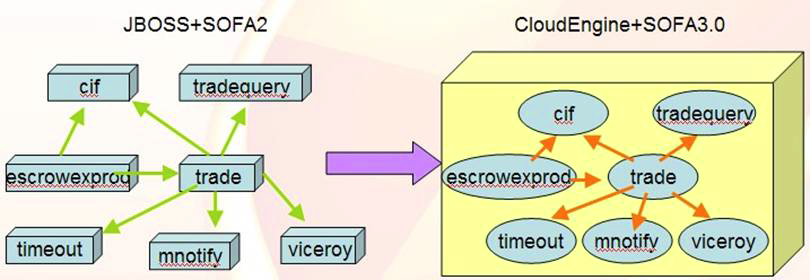 JBOSS+SOFA2
CloudEngine+SOFA3.0
cif
tradequery
escrowexprod
trade
timeout
mnotify
viceroy
cif
tradequery
escrowexprod
trade
timeout
mnotify
viceroy